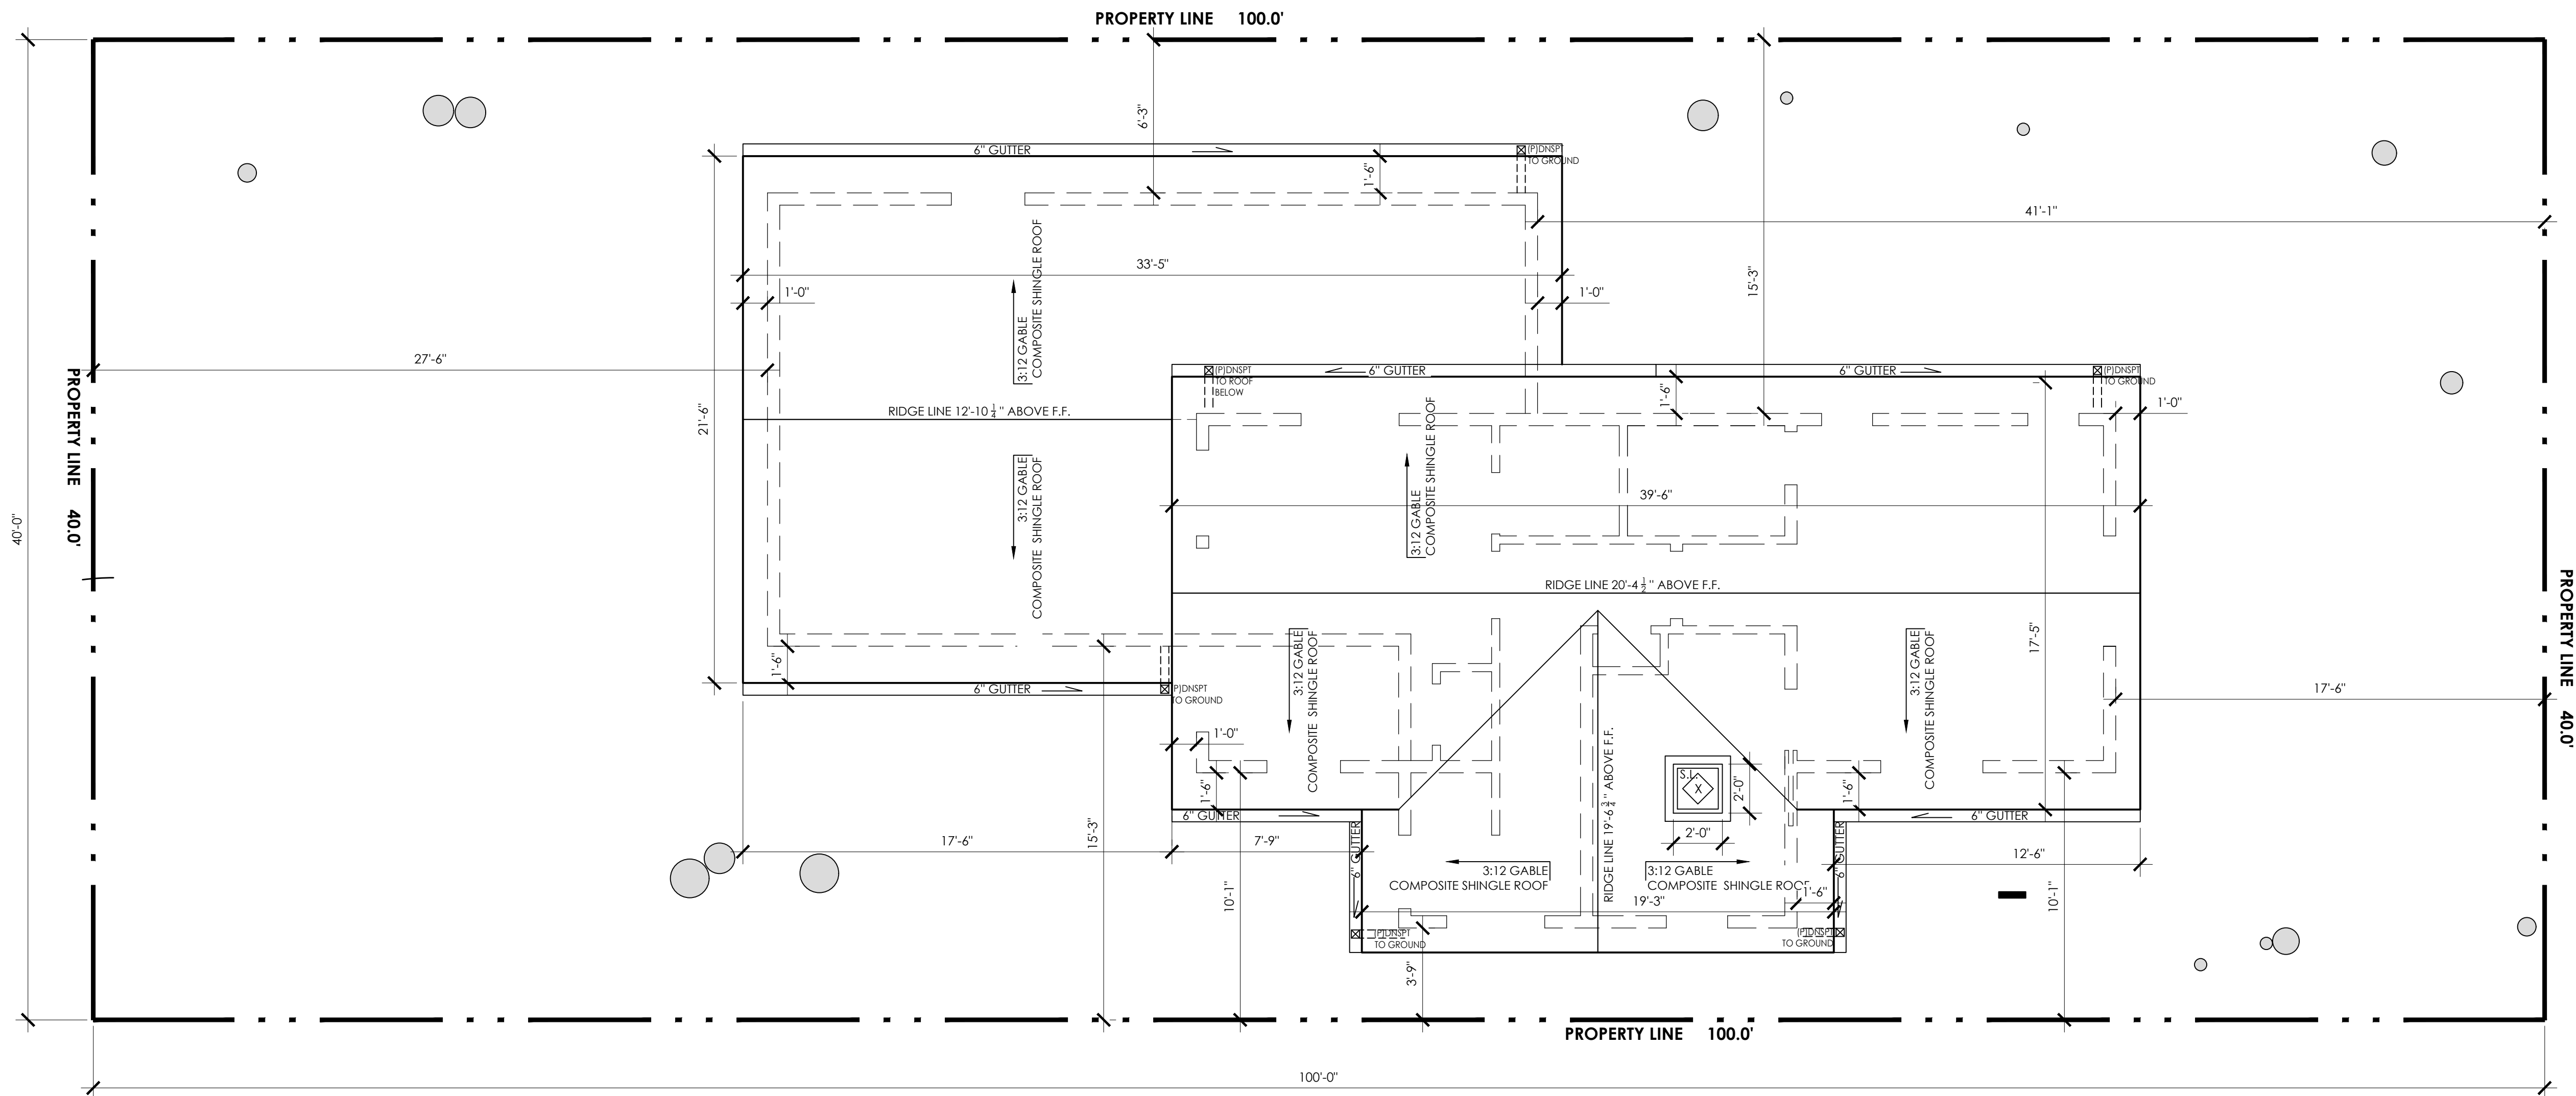 PROPERTY LINE 100.0'
6'-3"
6" GUTTER
(P)DNSPT
TO GROUND
1'-6"
41'-1"
15'-3"
3:12 GABLE
COMPOSITE SHINGLE ROOF
33'-5"
1'-0"
1'-0"
27'-6"
PROPERTY LINE 40.0'
40'-0"
21'-6"
RIDGE LINE 12'-10 1/4" ABOVE F.F.
(P)DNSPT
TO ROOF
BELOW
6" GUTTER
6" GUTTER
(P)DNSPT
TO GROUND
1'-6"
1'-0"
3:12 GABLE
COMPOSITE SHINGLE ROOF
3:12 GABLE
COMPOSITE SHINGLE ROOF
39'-6"
RIDGE LINE 20'-4 1/2" ABOVE F.F.
17'-5"
PROPERTY LINE 40.0'
1'-6"
6" GUTTER
(P)DNSPT
TO GROUND
3:12 GABLE
COMPOSITE SHINGLE ROOF
3:12 GABLE
COMPOSITE SHINGLE ROOF
17'-6"
1'-0"
1'-6"
RIDGE LINE 19'-6 3/4" ABOVE F.F.
S.L.
X
2'-0"
2'-0"
1'-6"
6" GUTTER
6" GUTTER
17'-6"
15'-3"
7'-9"
6" GUTTER
6" GUTTER
12'-6"
3:12 GABLE
COMPOSITE SHINGLE ROOF
3:12 GABLE
COMPOSITE SHINGLE ROOF
1'-6"
19'-3"
10'-1"
10'-1"
(P)DNSPT
TO GROUND
(P)DNSPT
TO GROUND
3'-9"
PROPERTY LINE 100.0'
100'-0"